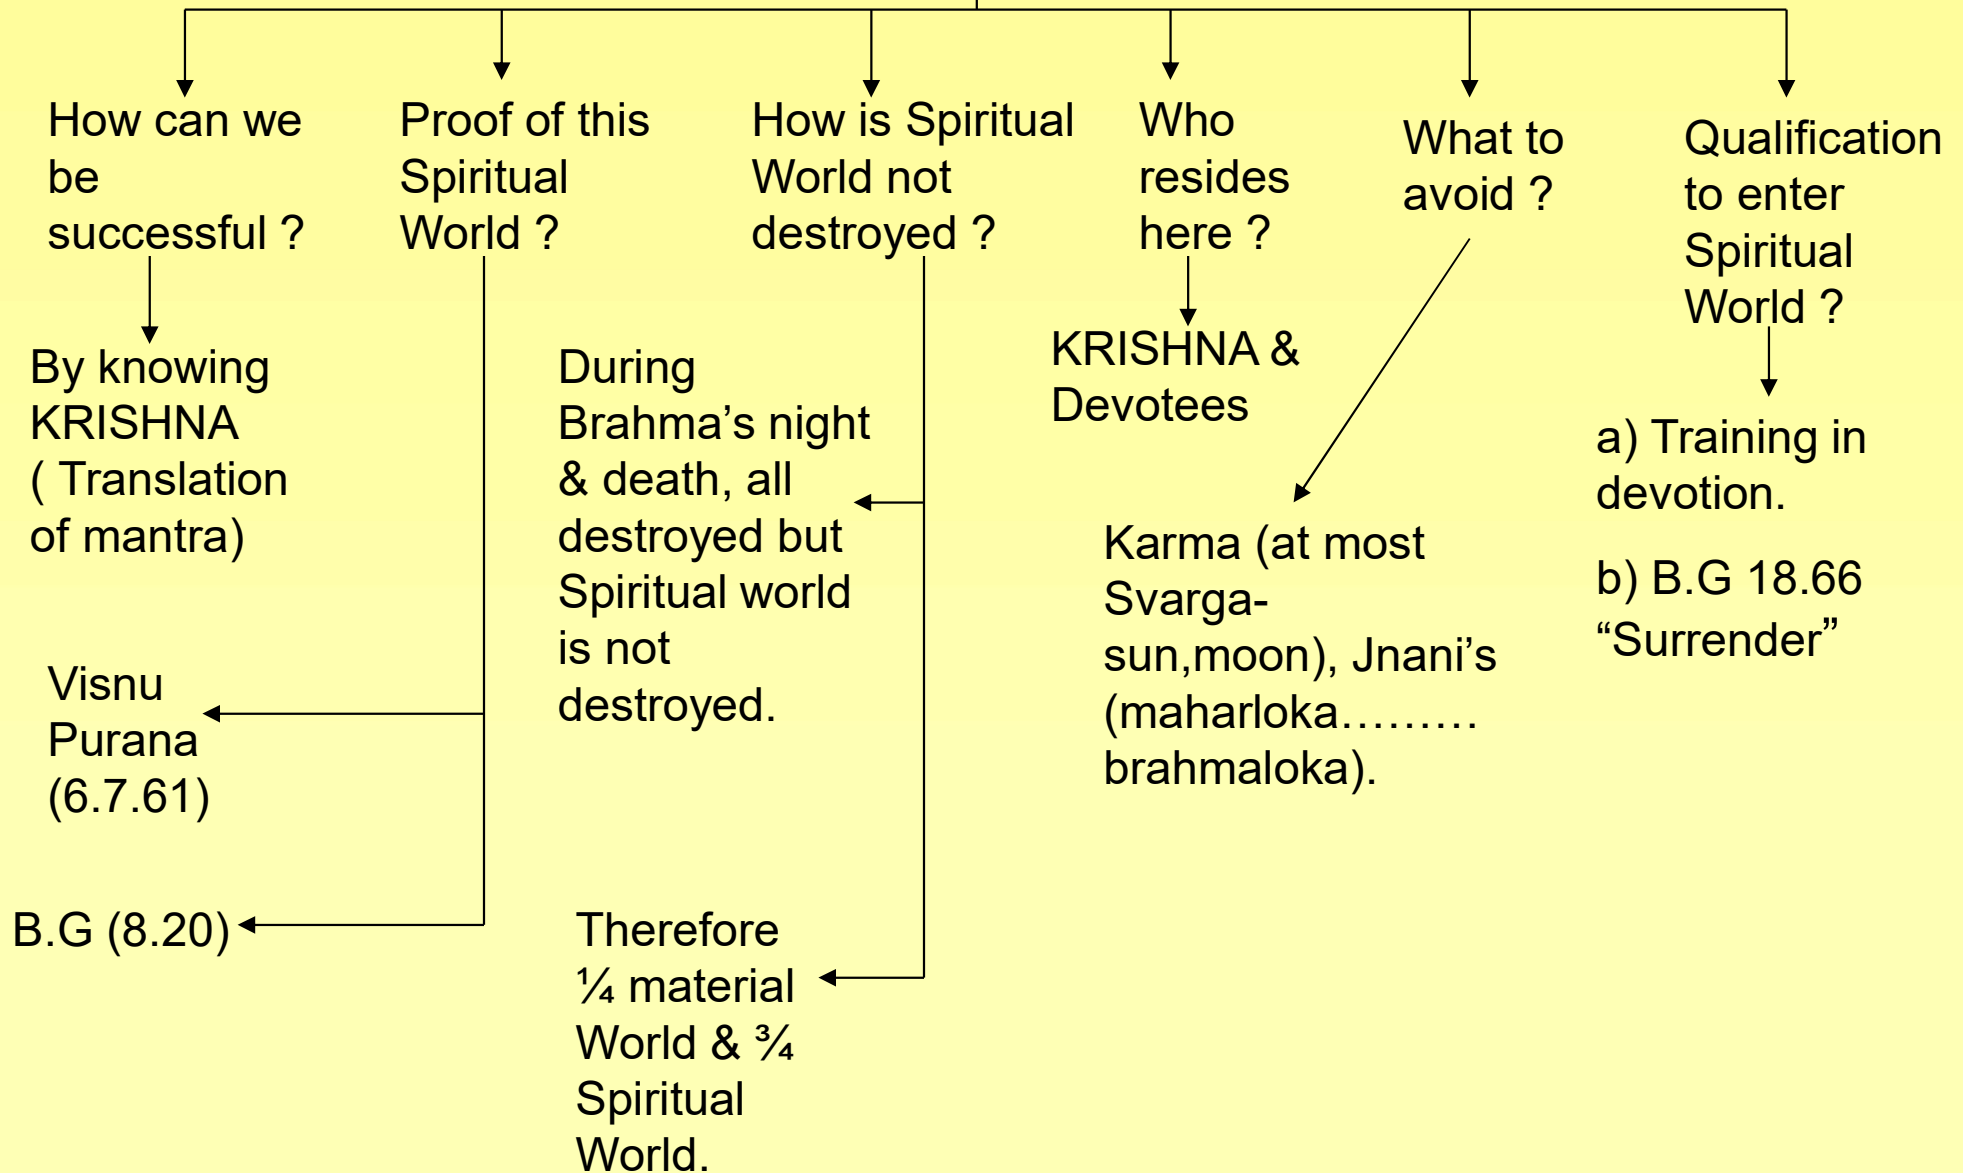 How can we
be
successful ?
Proof of this
Spiritual
World ?
How is Spiritual
World not
destroyed ?
Who
resides
here ?
What to
avoid ?
Qualification
to enter
Spiritual
World ?
By knowing
KRISHNA
( Translation
of mantra)
Visnu
Purana
(6.7.61)
B.G (8.20)
During
Brahma’s night
& death, all
destroyed but
Spiritual world
is not
destroyed.
Therefore
¼ material
World & ¾
Spiritual
World.
KRISHNA &
Devotees
Karma (at most
Svarga-
sun,moon), Jnani’s
(maharloka………
brahmaloka).
a) Training in
devotion.
b) B.G 18.66
“Surrender”